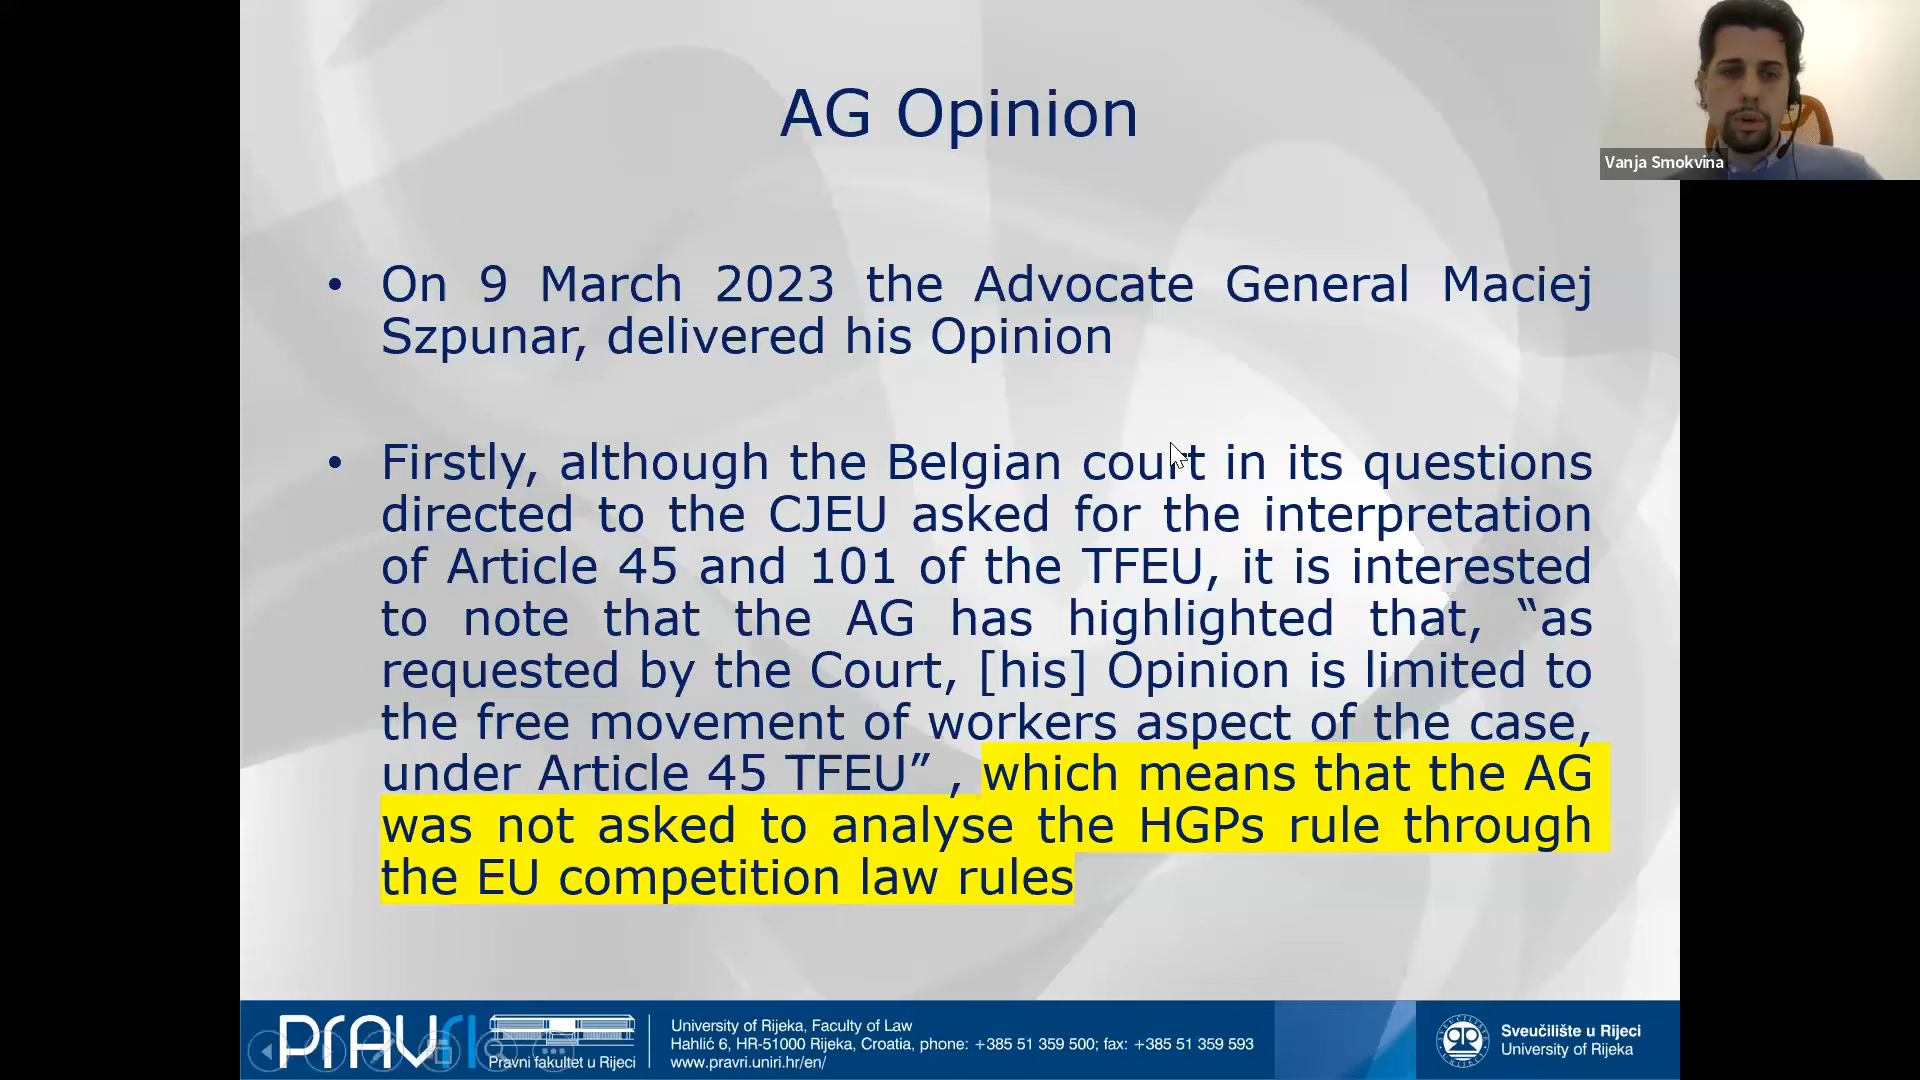 AG Opinion
Vanja Smokvina
• On 9 March 2023 the Advocate General Maciej
Szpunar, delivered his Opinion
• Firstly, although the Belgian court in its questions
directed to the CJEU asked for the interpretation
of Article 45 and 101 of the TFEU, it is interested
to note that the AG has highlighted that, “as
requested by the Court, [his] Opinion is limited to
the free movement of workers aspect of the case,
under Article 45 TFEU” , which means that the AG
was not asked to analyse the HGPs rule through
the EU competition law rules
PravRI
Pravni fakultet u Rijeci
University of Rijeka, Faculty of Law
Hahlić 6, HR-51000 Rijeka, Croatia, phone: +385 51 359 500; fax: +385 51 359 593
www.pravri.uniri.hr/en/
Sveučilište u Rijeci
University of Rijeka